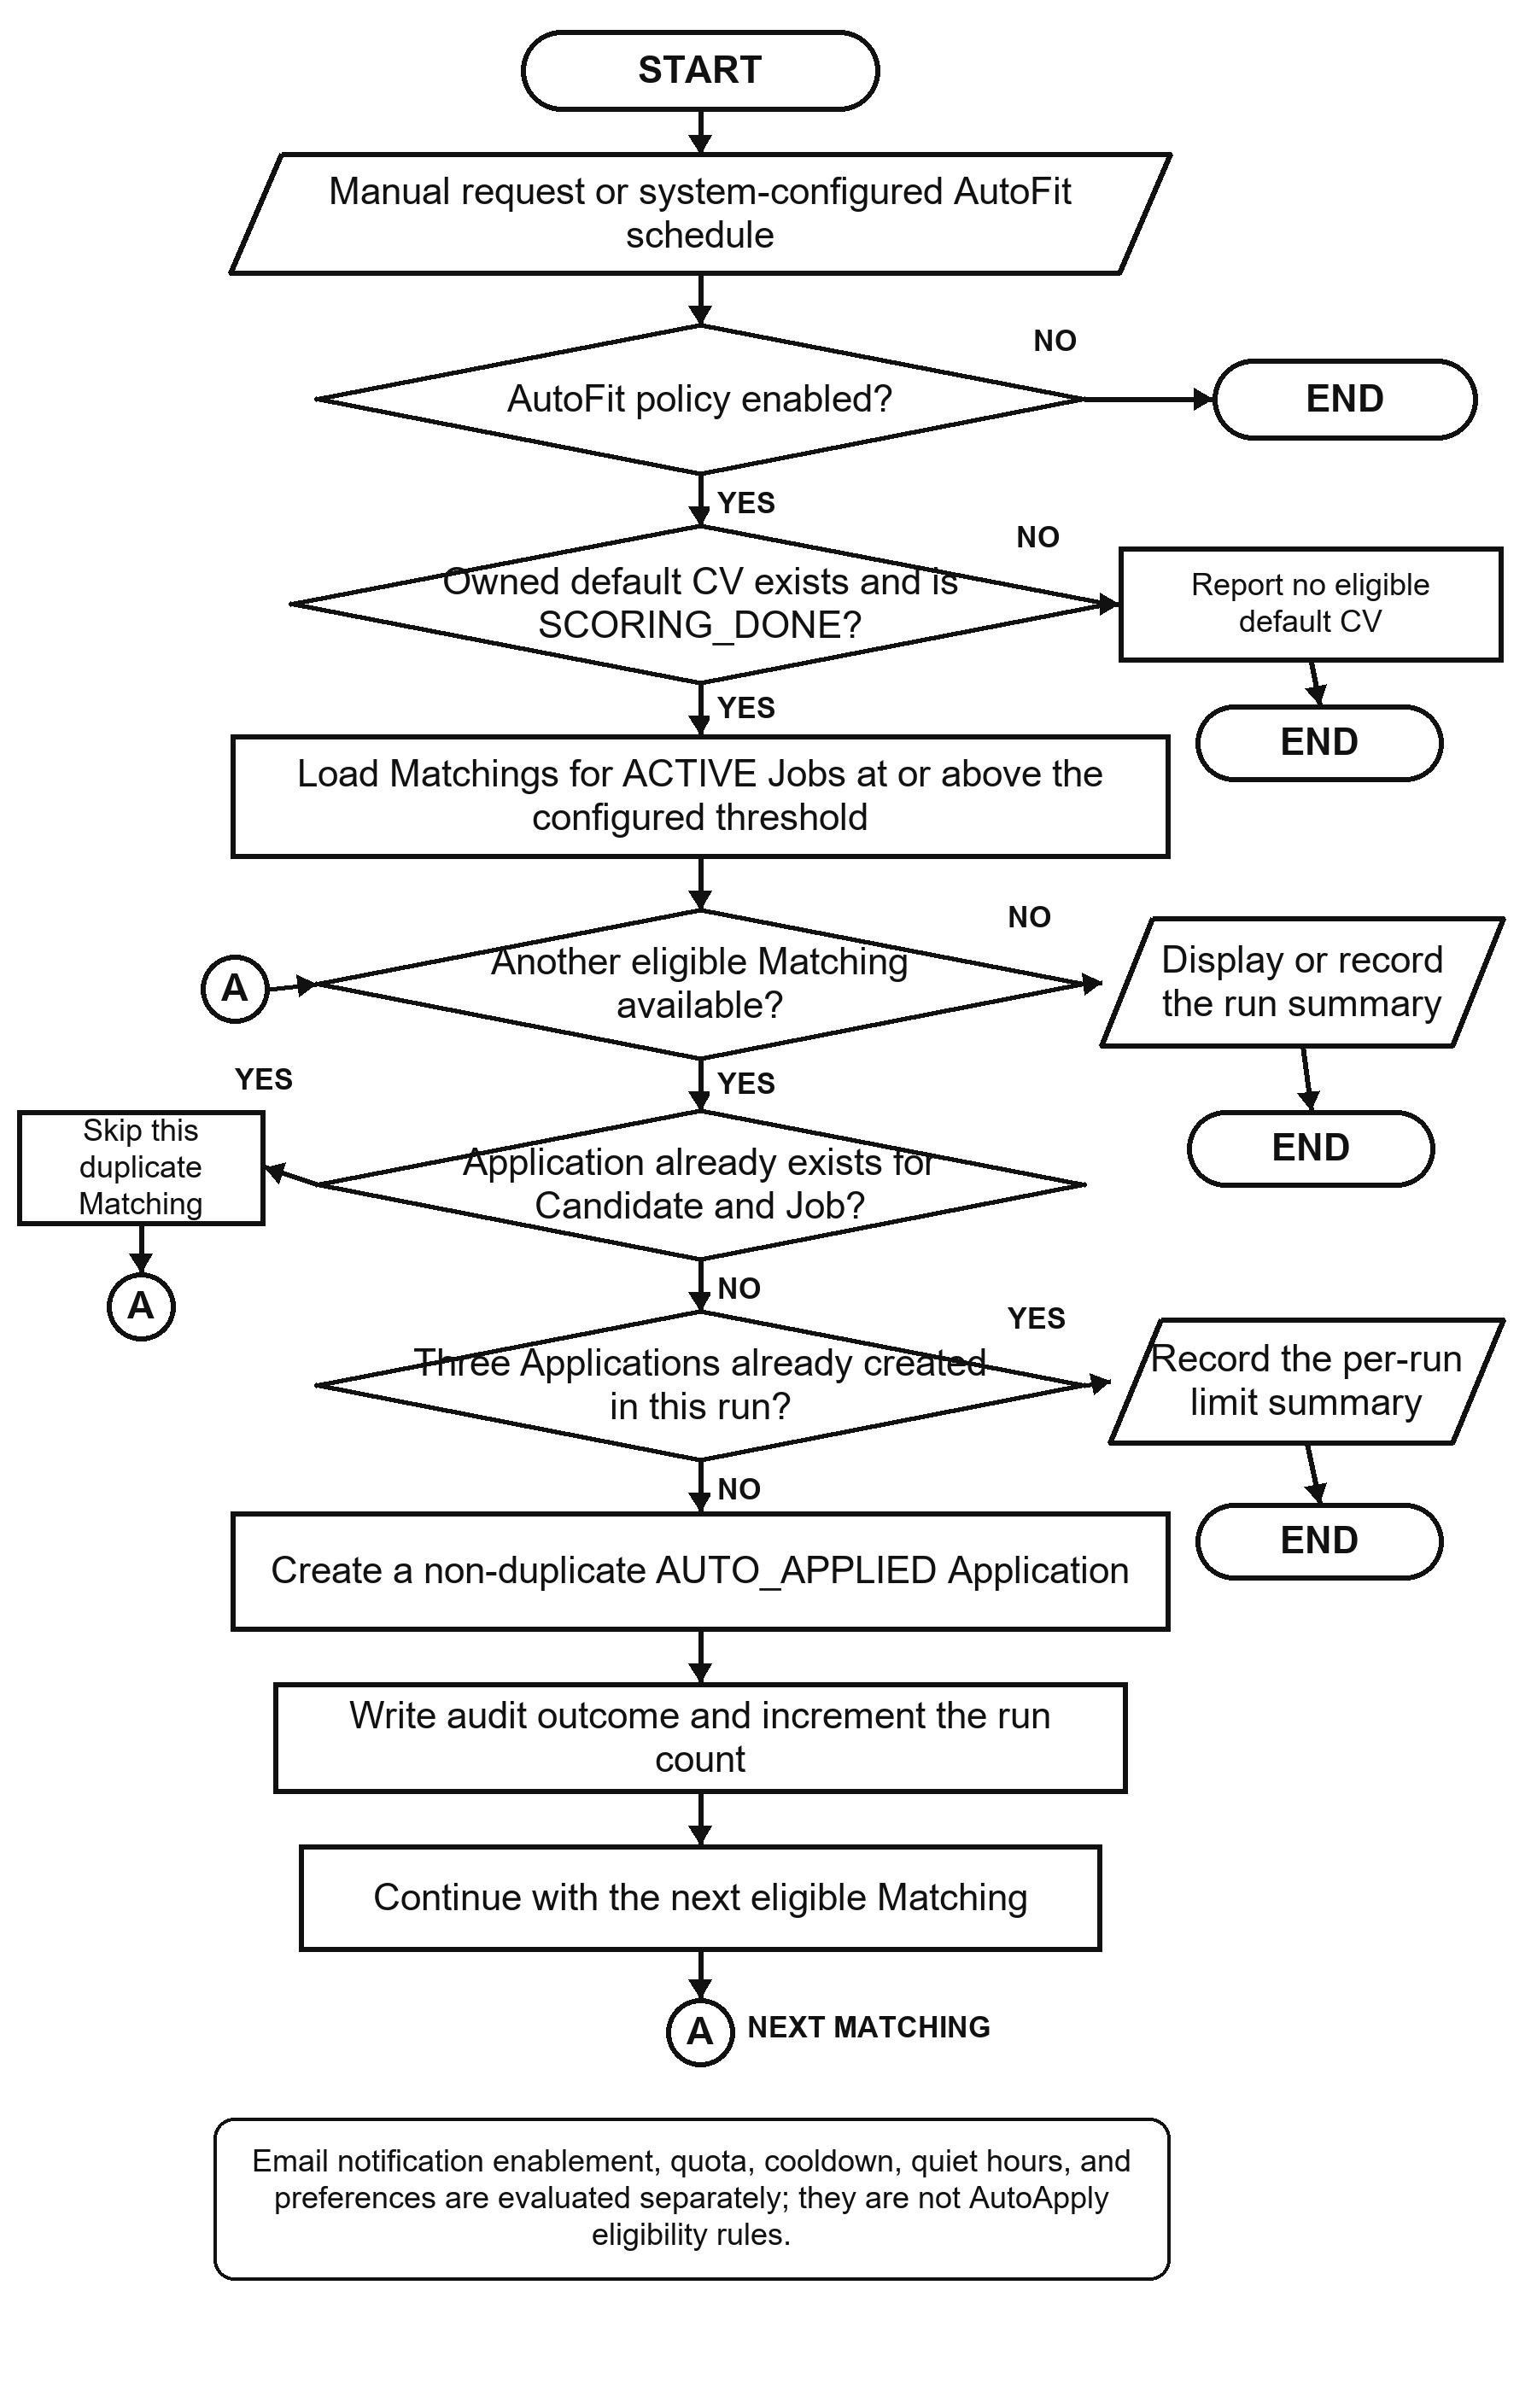 START
Manual request or system-configured AutoFit
schedule
NO
AutoFit policy enabled?
END
YES
NO
Owned default CV exists and is
SCORING_DONE?
Report no eligible
default CV
YES
END
Load Matchings for ACTIVE Jobs at or above the
configured threshold
NO
A
Another eligible Matching
available?
Display or record
the run summary
YES
YES
END
Skip this
duplicate
Matching
Application already exists for
Candidate and Job?
A
NO
YES
Three Applications already created
in this run?
Record the per-run
limit summary
NO
END
Create a non-duplicate AUTO_APPLIED Application
Write audit outcome and increment the run
count
Continue with the next eligible Matching
A
NEXT MATCHING
Email notification enablement, quota, cooldown, quiet hours, and
preferences are evaluated separately; they are not AutoApply
eligibility rules.